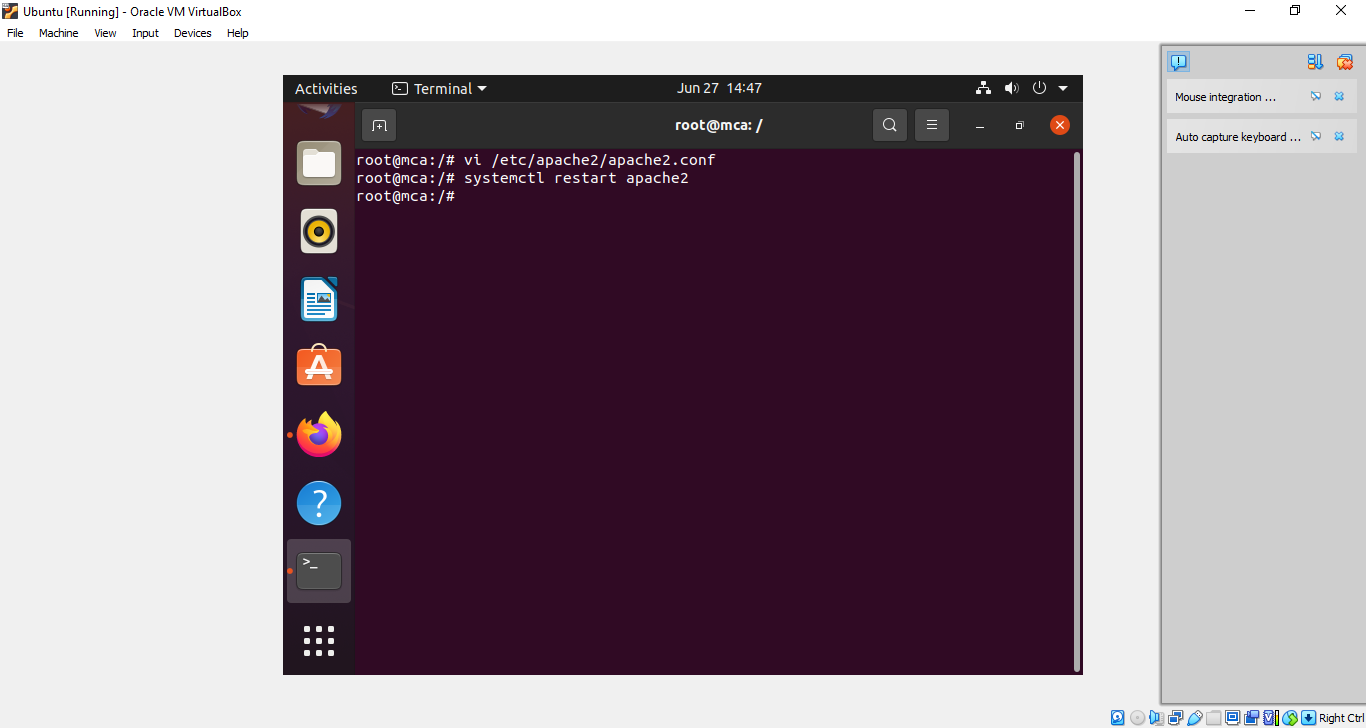 Ubuntu [Running] - Oracle VM VirtualBox
File Machine View Input Devices Help
Activities Terminal Jun 27 14:47
root@mca: /
root@mca:/# vi /etc/apache2/apache2.conf
root@mca:/# systemctl restart apache2
root@mca:/#
Mouse integration ...
Auto capture keyboard ...
Right Ctrl